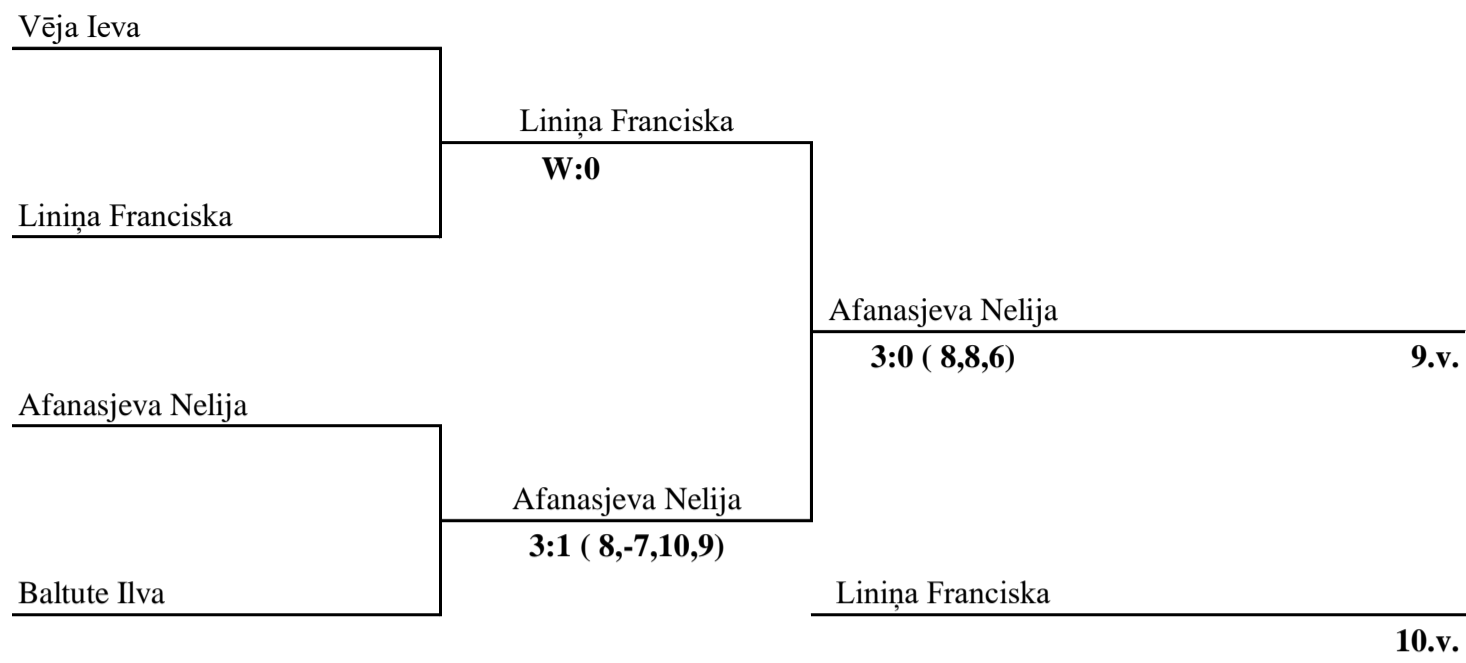 Vēja Ieva
Liniņa Franciska
W:0
Liniņa Franciska
Afanasjeva Nelija
3:0 ( 8,8,6) 9.v.
Afanasjeva Nelija
Afanasjeva Nelija
3:1 ( 8,-7,10,9)
Baltute Ilva Liniņa Franciska
10.v.